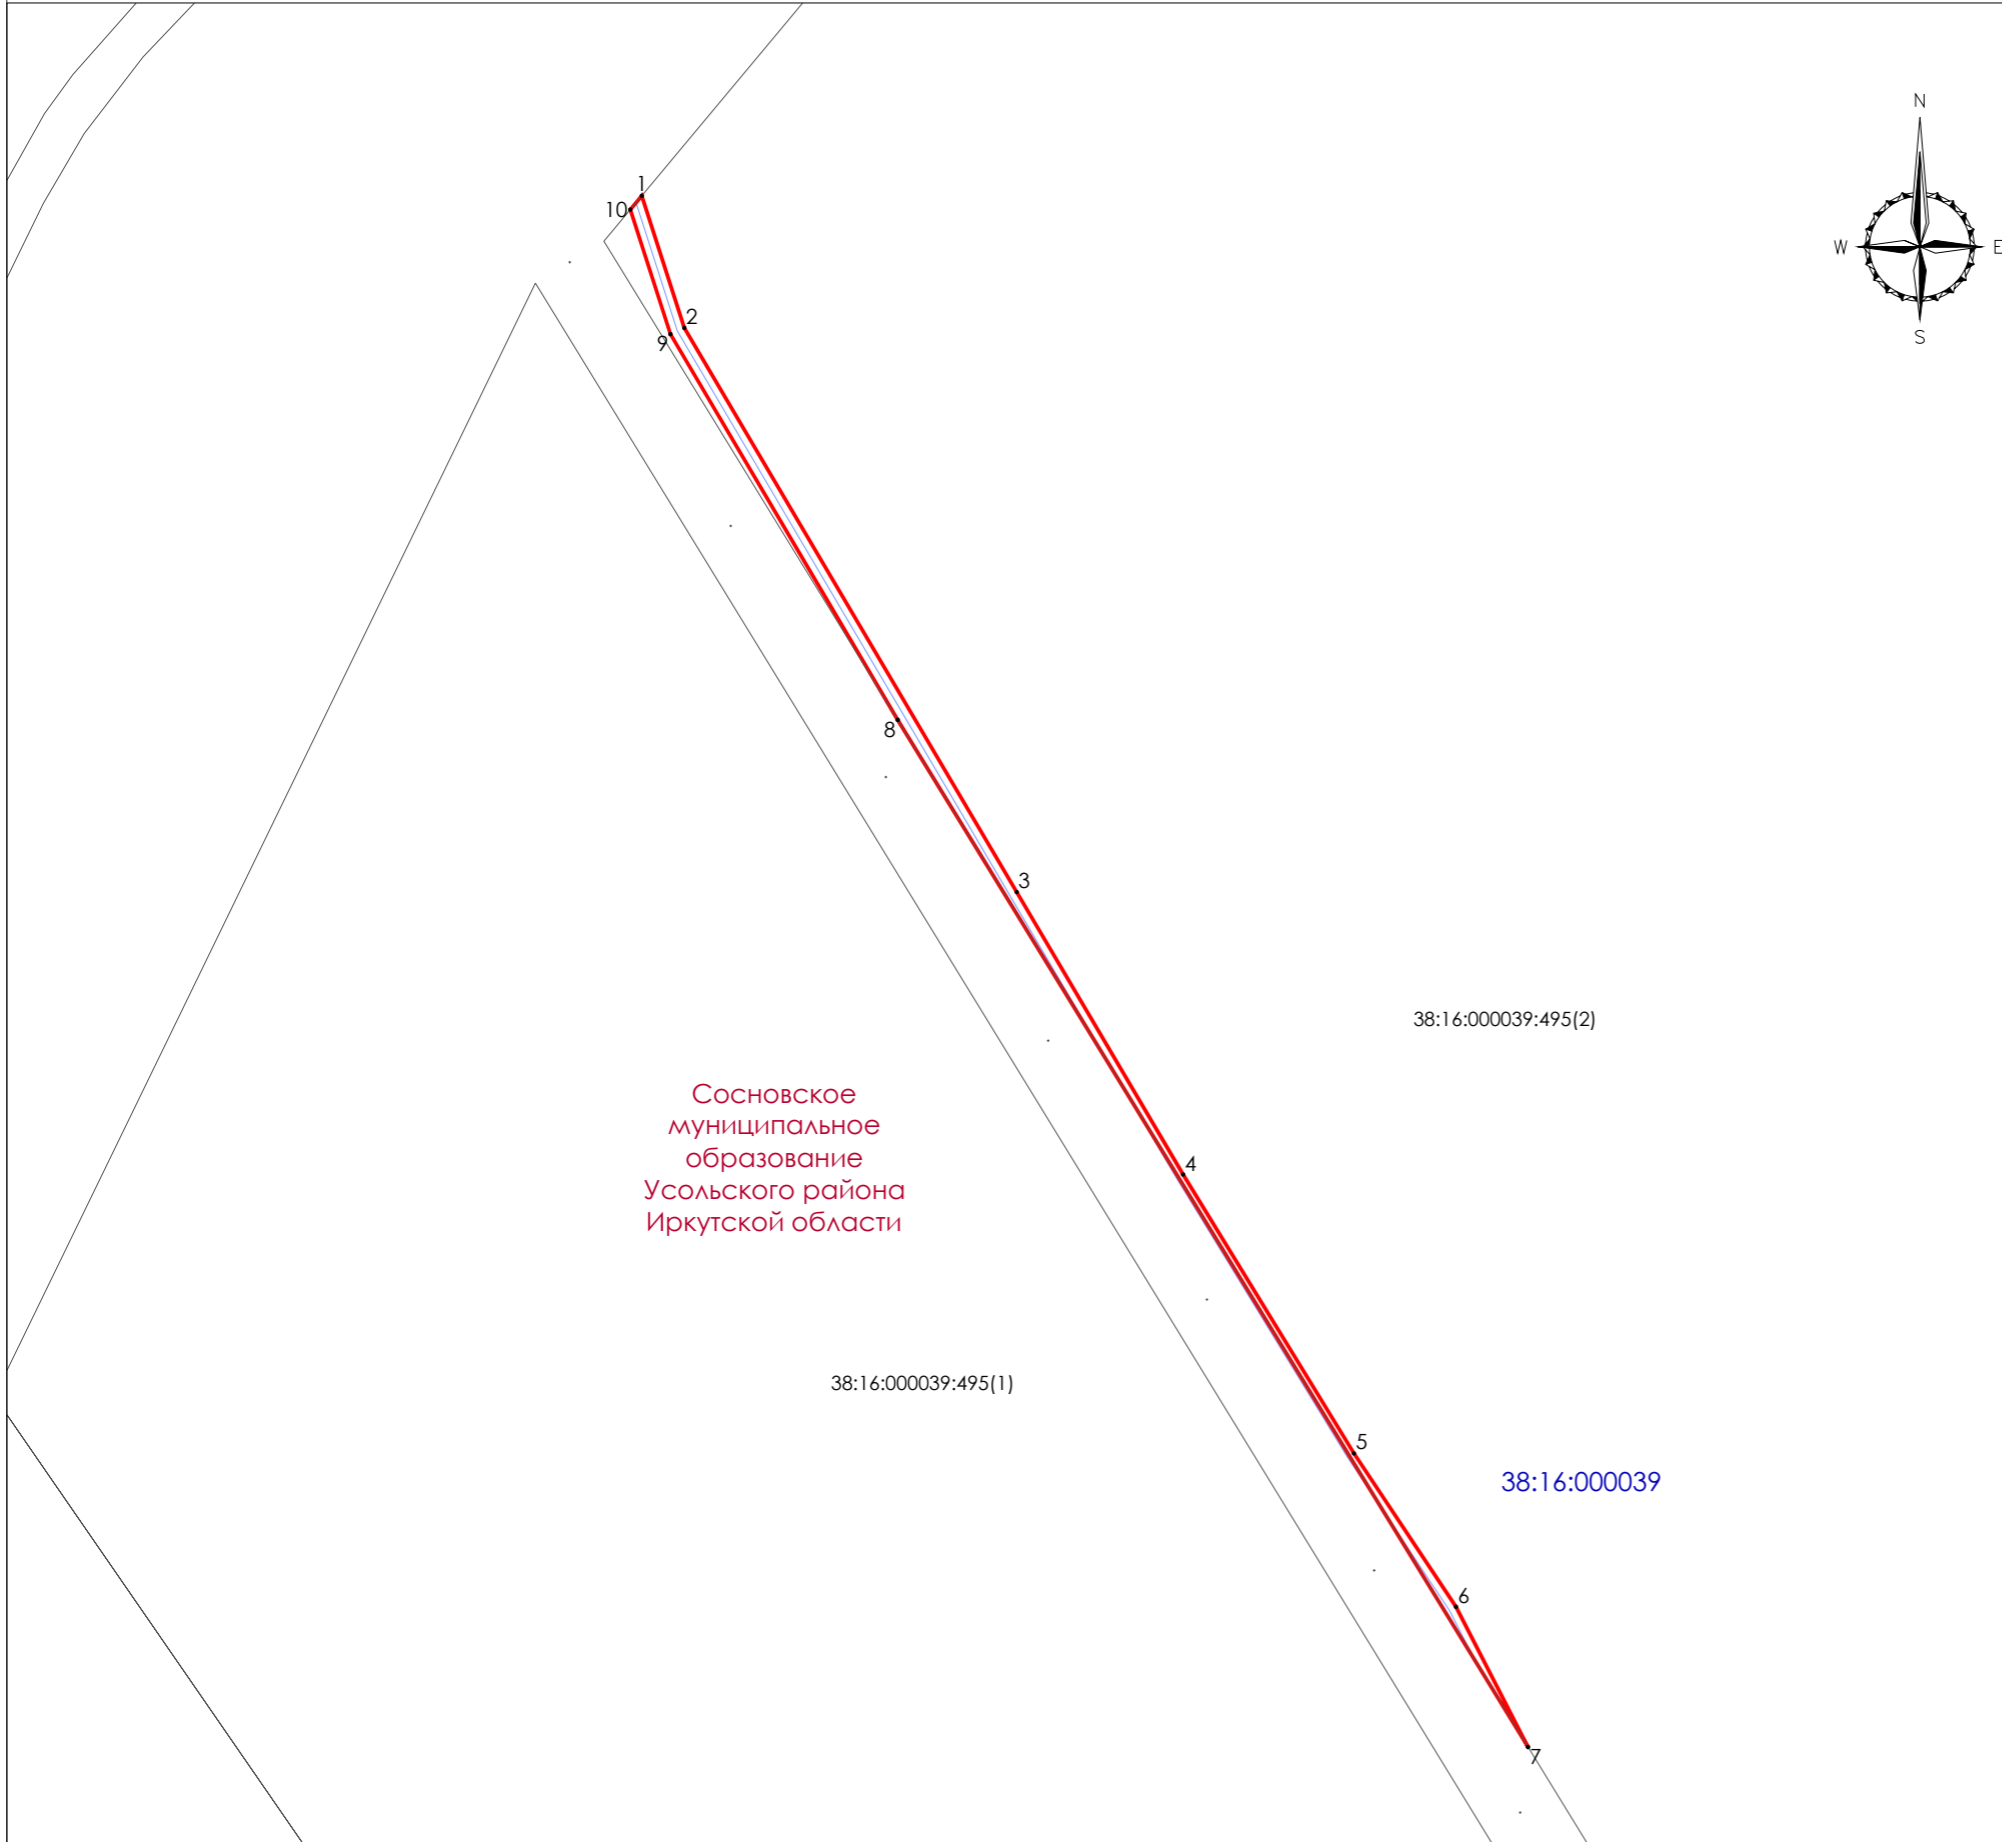 N
1
10
W
E
2
S
9
8
3
38:16:000039:495(2)
Сосновское
муниципальное
образование
Усольского района
Иркутской области
4
38:16:000039:495(1)
5
38:16:000039
6
7